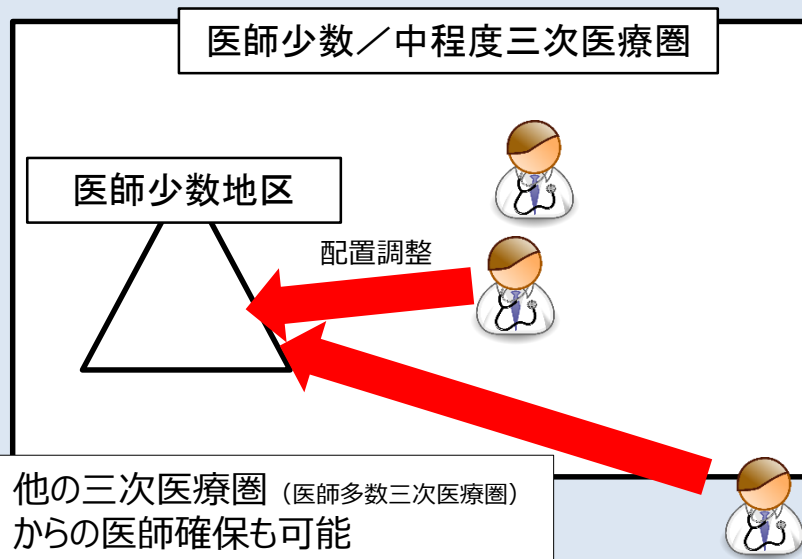 医師少数／中程度三次医療圏
医師少数地区
配置調整
他の三次医療圏（医師多数三次医療圏）
からの医師確保も可能